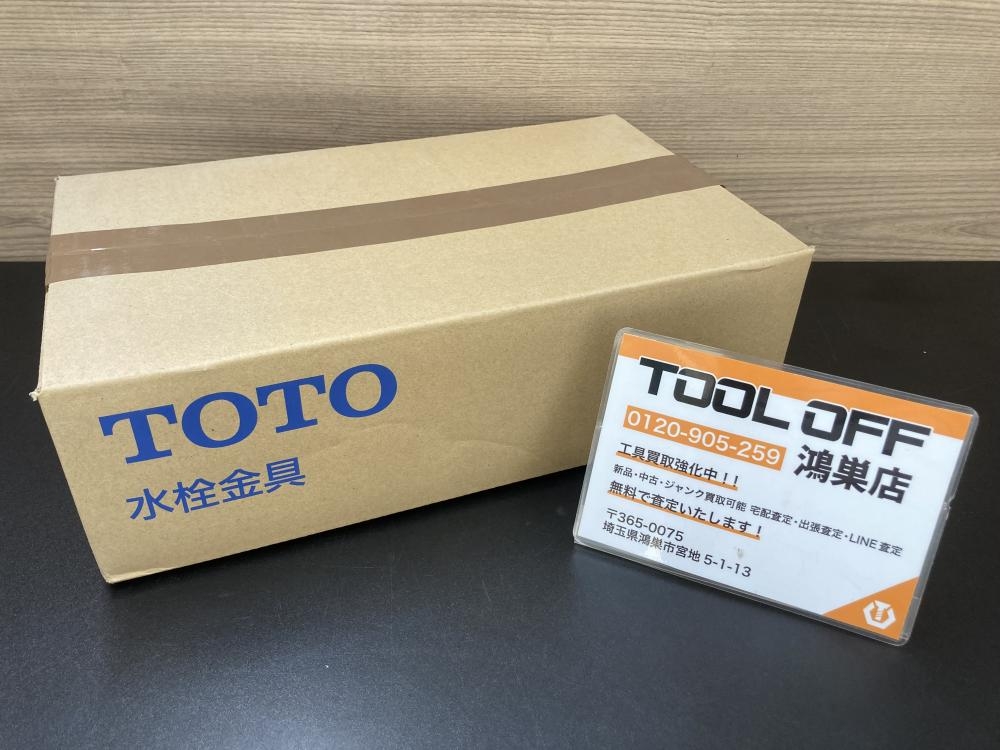 TOTO
水栓金具
TOOL OFF
0120-905-259
鴻巣店
工具買取強化中！！
新品・中古・ジャンク買取可能 宅配査定・出張査定・LINE査定
無料で査定いたします！
〒365-0075
埼玉県鴻巣市宮地 5-1-13